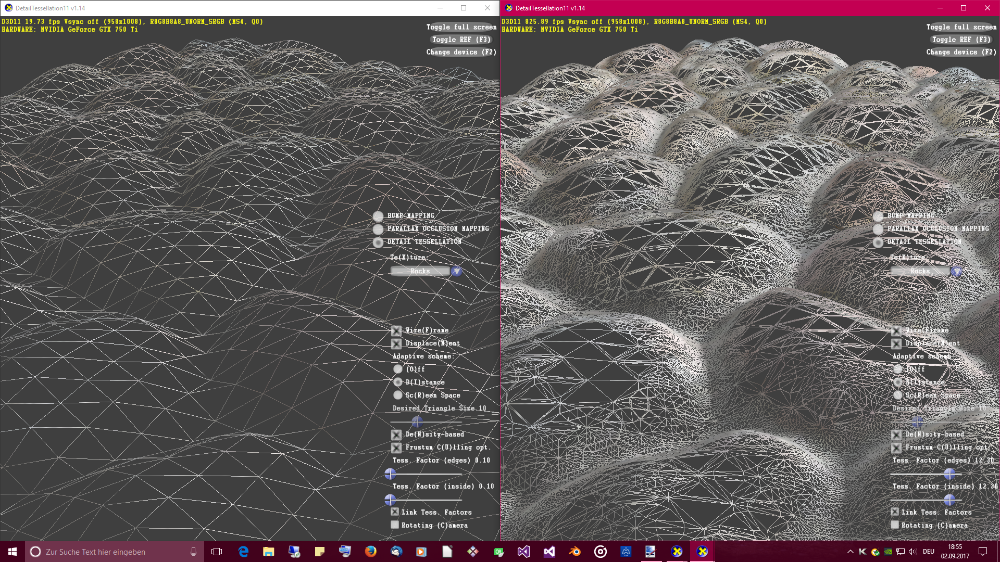 DetailTessellation11 v1.14
D3D11 19.73 fps Vsync off (958x1008), R8G8B8A8_UNORM_SRGB (MS4, Q0)
HARDWARE: NVIDIA GeForce GTX 750 Ti
Toggle full screen
Toggle REF (F3)
Change device (F2)
BUMP MAPPING
PARALLAX OCCLUSION MAPPING
DETAIL TESSELLATION
Te(X)ture:
Rocks
Wire(F)rame
Displace(M)ent
Adaptive scheme:
(O)ff
D(I)stance
Sc(R)een Space
Desired Triangle Size 10
De(N)sity-based
Frustum C(U)lling opt.
Tess. Factor (edges) 0.10
Tess. Factor (inside) 0.10
Link Tess. Factors
Rotating (C)amera
DetailTessellation11 v1.14
D3D11 825.89 fps Vsync off (958x1008), R8G8B8A8_UNORM_SRGB (MS4, Q0)
HARDWARE: NVIDIA GeForce GTX 750 Ti
Toggle full screen
Toggle REF (F3)
Change device (F2)
BUMP MAPPING
PARALLAX OCCLUSION MAPPING
DETAIL TESSELLATION
Te(X)ture:
Rocks
Wire(F)rame
Displace(M)ent
Adaptive scheme:
(O)ff
D(I)stance
Sc(R)een Space
Desired Triangle Size 10
De(N)sity-based
Frustum C(U)lling opt.
Tess. Factor (edges) 12.30
Tess. Factor (inside) 12.30
Link Tess. Factors
Rotating (C)amera
Zur Suche Text hier eingeben
DEU
18:55
02.09.2017